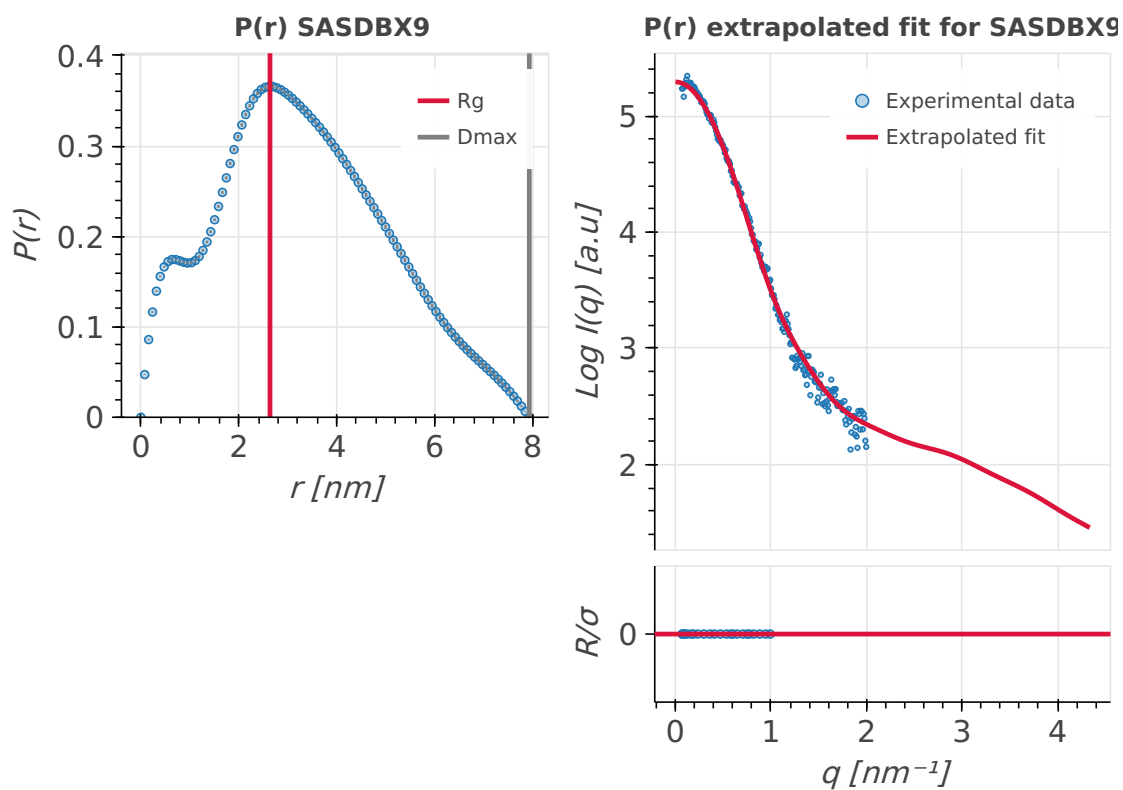 P(r) SASDBX9
0.4
0.3
0.2
0.1
0
P(r)
0
2
4
6
8
r [nm]
Rg
Dmax
P(r) extrapolated fit for SASDBX9
5
4
3
2
Log I(q) [a.u]
Experimental data
Extrapolated fit
0
R/σ
0
1
2
3
4
q [nm⁻¹]